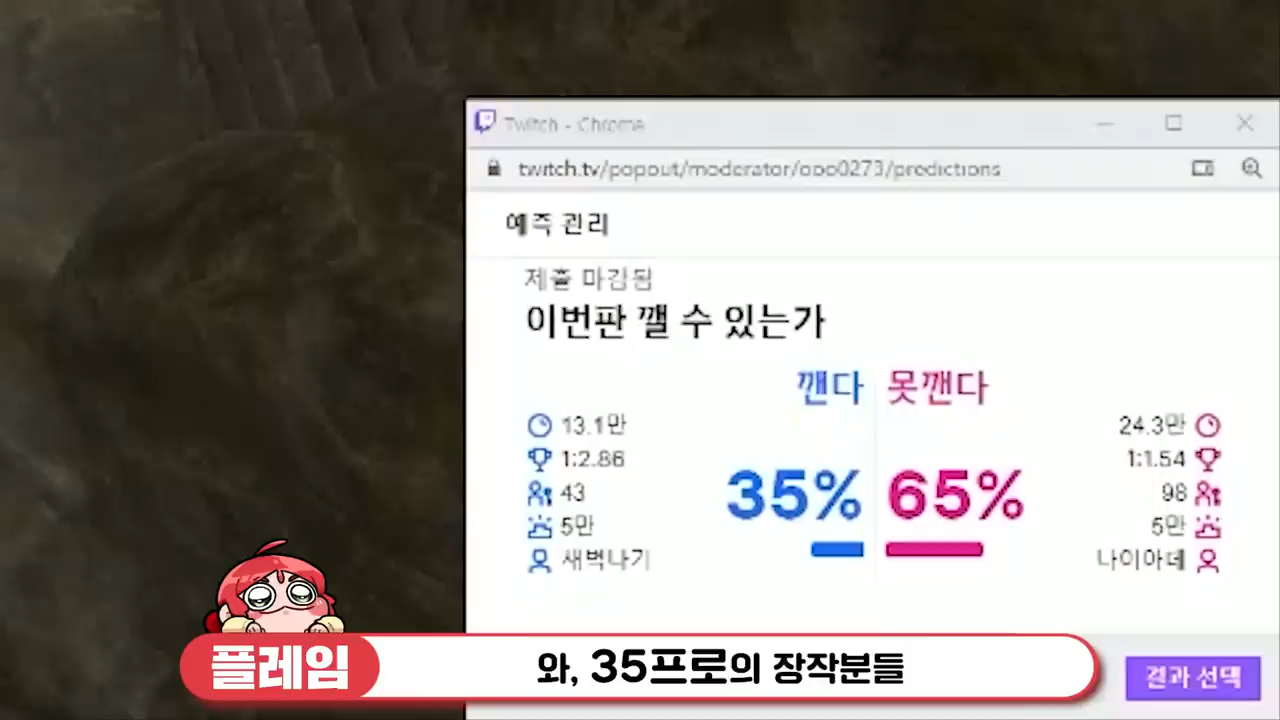 Twitch - Chrome
twitch.tv/popout/moderator/ooo0273/predictions
예측 관리
제출 마감됨
이번판 깰 수 있는가
깬다 못깬다
13.1만
1:2.86
43
5만
새벽나기
35% 65%
24.3만
1:1.54
98
5만
나이아데
플레임
와, 35프로의 장작분들
결과 선택